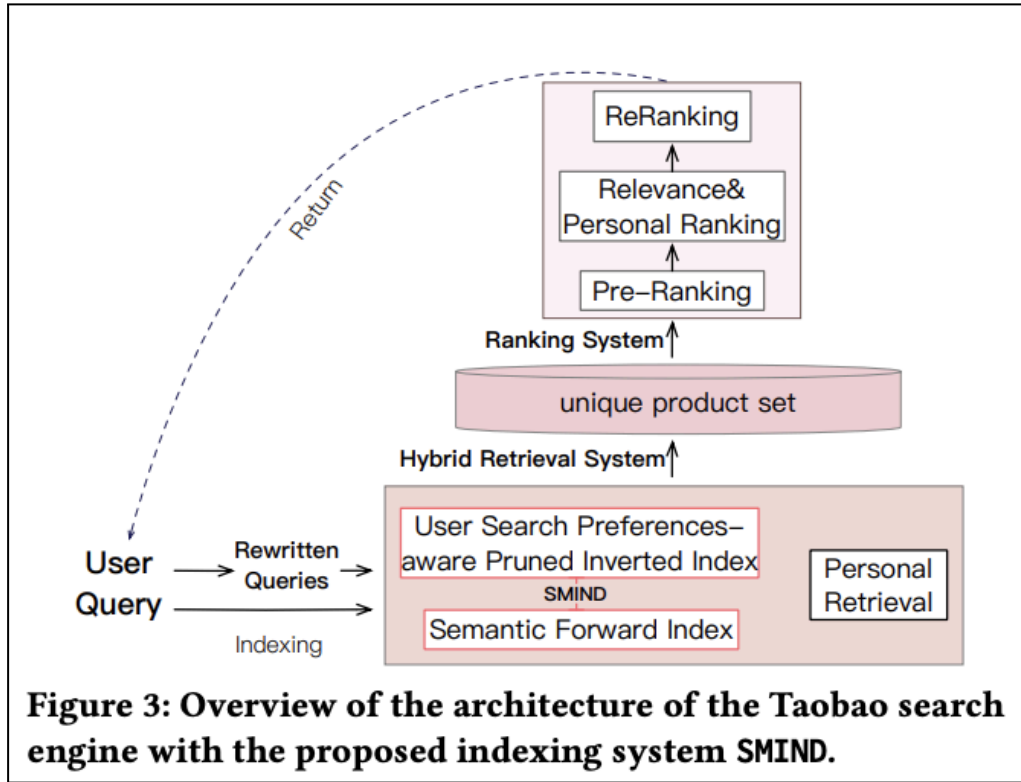 ReRanking
Relevance&
Personal Ranking
Pre-Ranking
Return
Ranking System
unique product set
Hybrid Retrieval System
User Search Preferences-
aware Pruned Inverted Index
SMIND
Semantic Forward Index
Personal
Retrieval
User
Query
Rewritten
Queries
Indexing
Figure 3: Overview of the architecture of the Taobao search
engine with the proposed indexing system SMIND.